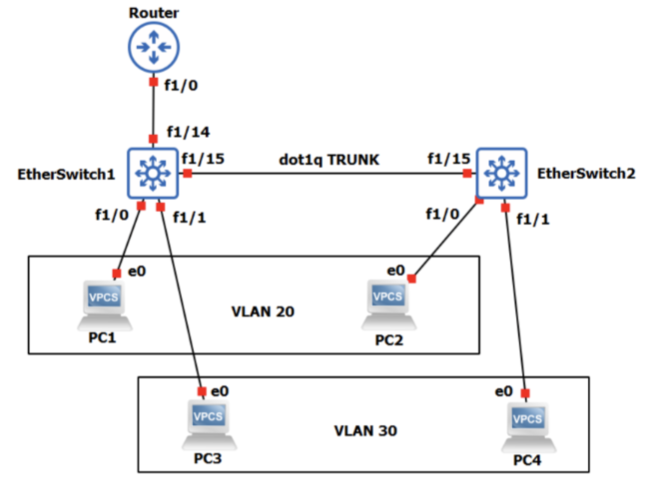 Router
f1/0
f1/14
EtherSwitch1
f1/15
dot1q TRUNK
f1/15
EtherSwitch2
f1/0
f1/1
f1/0
f1/1
e0
e0
VPCS
VLAN 20
VPCS
PC1
PC2
e0
e0
VPCS
VLAN 30
VPCS
PC3
PC4